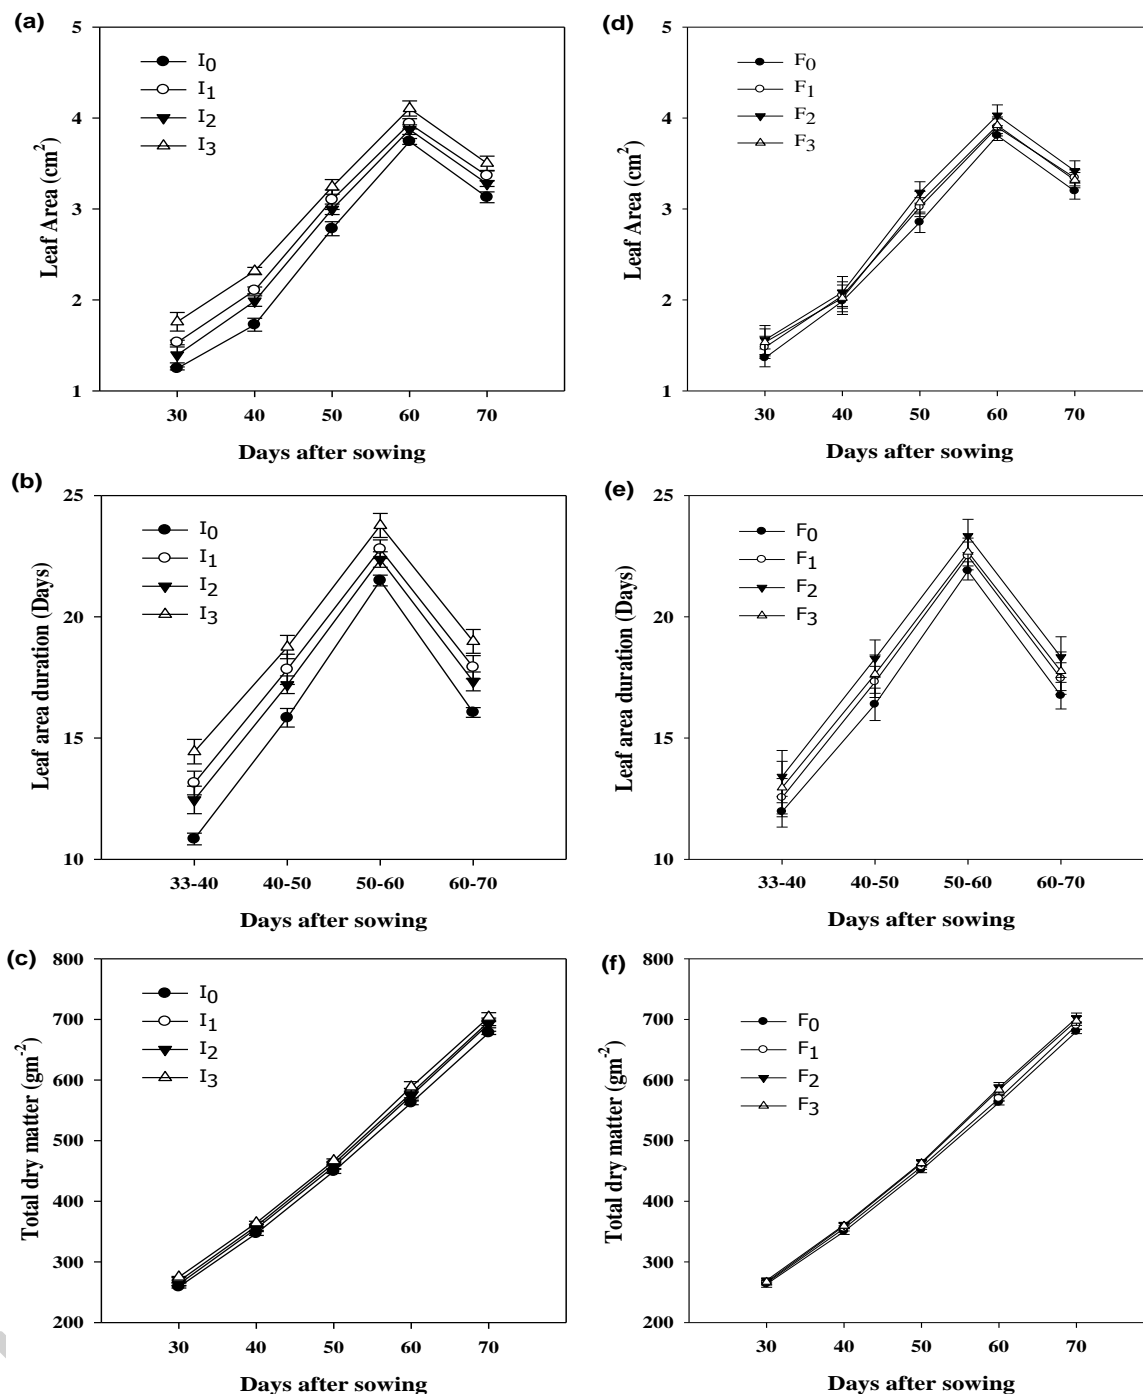 (a)
5
4
3
2
1
Leaf Area (cm²)
I₀
I₁
I₂
I₃
30 40 50 60 70
Days after sowing
(b)
25
20
15
10
Leaf area duration (Days)
I₀
I₁
I₂
I₃
33-40 40-50 50-60 60-70
Days after sowing
(c)
800
700
600
500
400
300
200
Total dry matter (gm⁻²)
I₀
I₁
I₂
I₃
30 40 50 60 70
Days after sowing
(d)
5
4
3
2
1
Leaf Area (cm²)
F₀
F₁
F₂
F₃
30 40 50 60 70
Days after sowing
(e)
25
20
15
10
Leaf area duration (Days)
F₀
F₁
F₂
F₃
33-40 40-50 50-60 60-70
Days after sowing
(f)
800
700
600
500
400
300
200
Total dry matter (gm⁻²)
F₀
F₁
F₂
F₃
30 40 50 60 70
Days after sowing